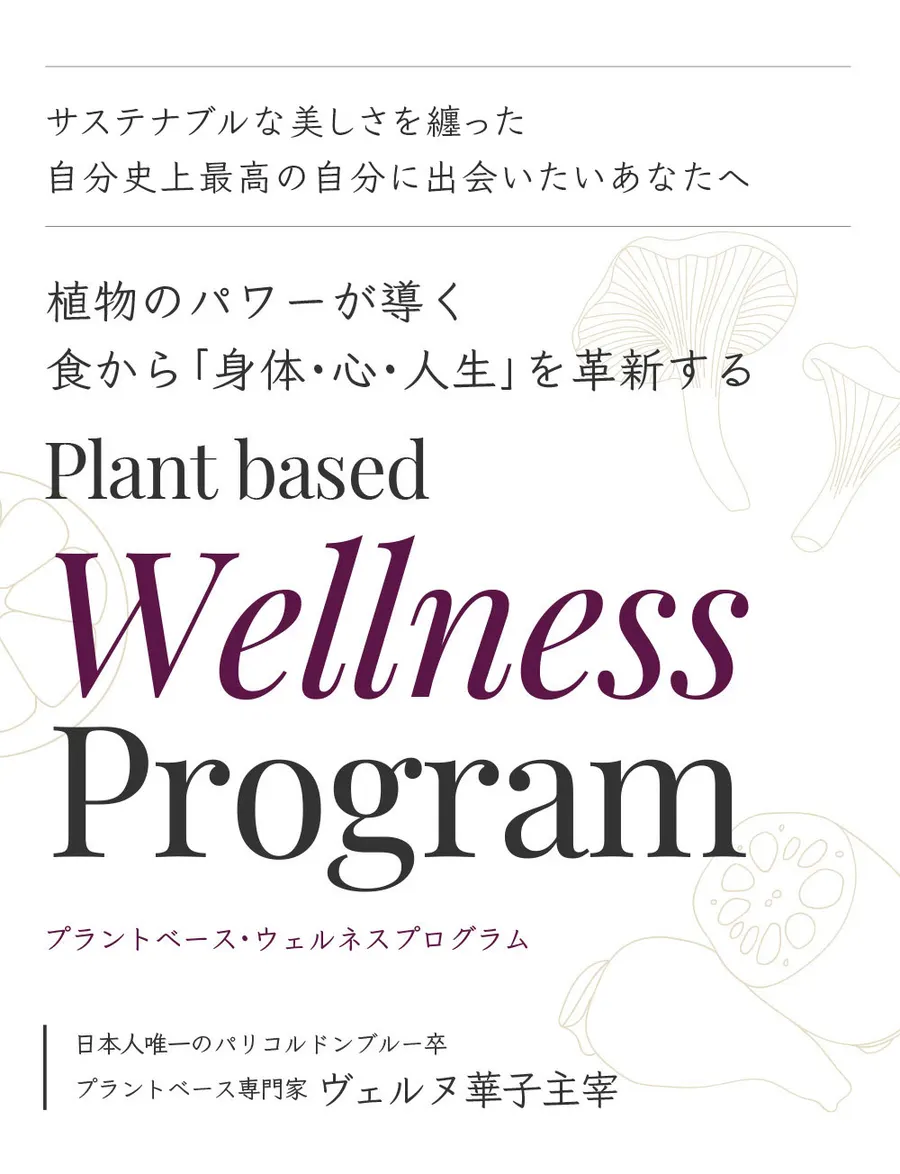 サステナブルな美しさを纏った
自分史上最高の自分に出会いたいあなたへ
植物のパワーが導く
食から「身体・心・人生」を革新する
Plant based
Wellness
Program
プラントベース・ウェルネスプログラム
日本人唯一のパリコルドンブルー卒
プラントベース専門家 ヴェルヌ華子主宰